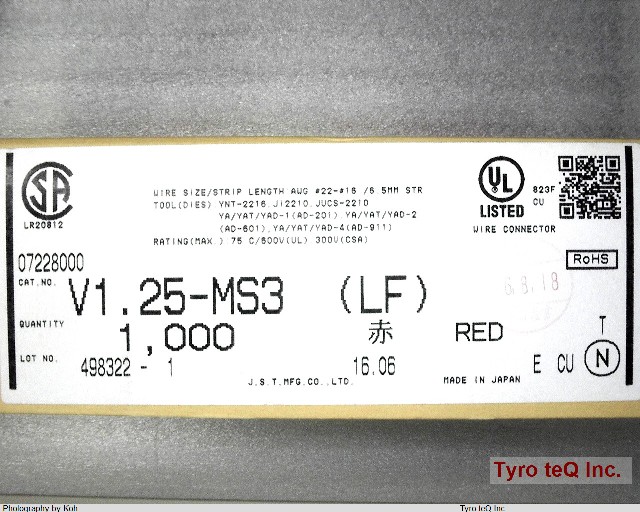 SA
LR20812
WIRE SIZE/STRIP LENGTH AWG #22-#16 /6.5MM STR
TOOL(DIES) YNT-2216,J12210,JUCS-2210
YA/YAT/YAD-1(AD-201),YA/YAT/YAD-2
(AD-601),YA/YAT/YAD-4(AD-911)
RATING(MAX.) 75 C/600V(UL) 300V(CSA)
UL
LISTED
823F
CU
WIRE CONNECTOR
RoHS
07228000
CAT.NO. V1.25-MS3 (LF)
QUANTITY 1,000 赤 RED
LOT NO. 498322 - 1 16.06
J.S.T.MFG.CO.,LTD. MADE IN JAPAN E CU
T
N
Tyro teQ Inc.
Photography by Koh Tyro teQ Inc